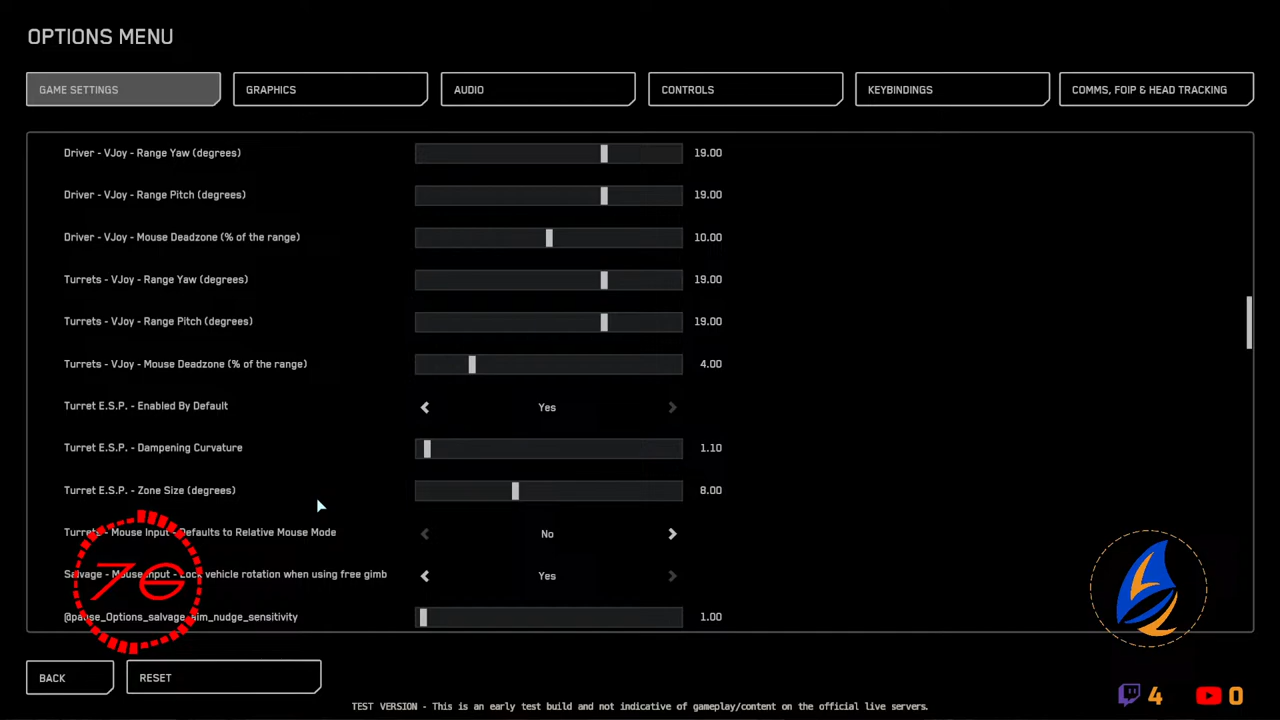 OPTIONS MENU
GAME SETTINGS
GRAPHICS
AUDIO
CONTROLS
KEYBINDINGS
COMMS, FOIP & HEAD TRACKING
Driver - VJoy - Range Yaw (degrees) 19.00
Driver - VJoy - Range Pitch (degrees) 19.00
Driver - VJoy - Mouse Deadzone (% of the range) 10.00
Turrets - VJoy - Range Yaw (degrees) 19.00
Turrets - VJoy - Range Pitch (degrees) 19.00
Turrets - VJoy - Mouse Deadzone (% of the range) 4.00
Turret E.S.P. - Enabled By Default Yes
Turret E.S.P. - Dampening Curvature 1.10
Turret E.S.P. - Zone Size (degrees) 8.00
Turrets - Mouse Input - Defaults to Relative Mouse Mode No
Salvage - Mouse Input - Lock vehicle rotation when using free gimb Yes
@pause_Options_salvage_aim_nudge_sensitivity 1.00
76
BACK
RESET
4
0
TEST VERSION - This is an early test build and not indicative of gameplay/content on the official live servers.